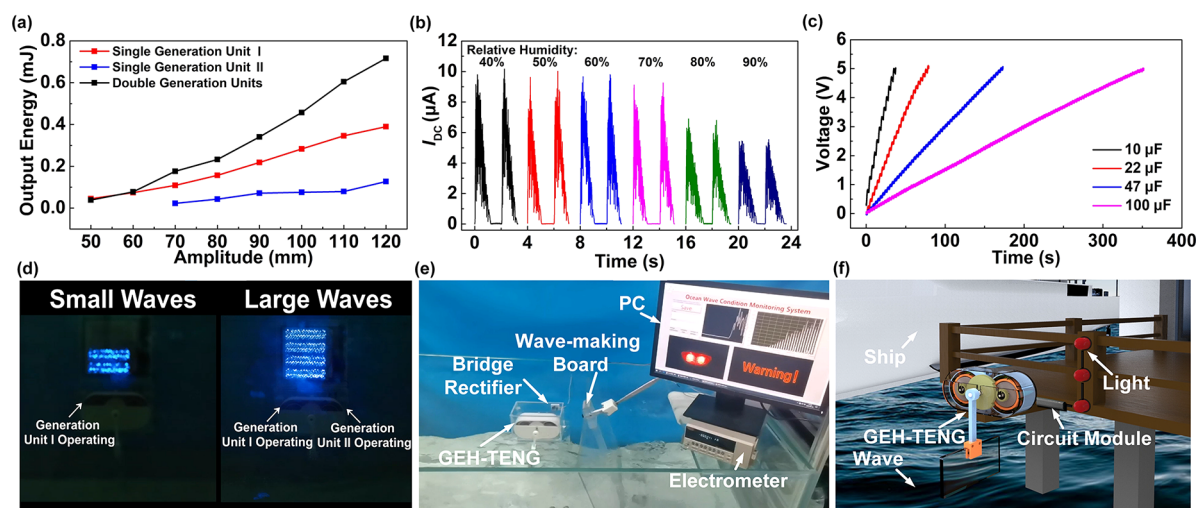 (a)
Output Energy (mJ)
0.8
0.6
0.4
0.2
0.0
Single Generation Unit I
Single Generation Unit II
Double Generation Units
50 60 70 80 90 100 110 120
Amplitude (mm)
(b)
I_DC (μA)
14
12
10
8
6
4
2
0
Relative Humidity:
40% 50% 60% 70% 80% 90%
0 4 8 12 16 20 24
Time (s)
(c)
Voltage (V)
6
5
4
3
2
1
0
10 μF
22 μF
47 μF
100 μF
0 100 200 300 400
Time (s)
(d)
Small Waves
Large Waves
Generation
Unit I Operating
Generation
Unit I Operating
Generation
Unit II Operating
(e)
PC
Ocean Wave Condition Monitoring System
Warning!
Wave-making
Board
Bridge
Rectifier
GEH-TENG
Electrometer
(f)
Ship
Light
GEH-TENG
Circuit Module
Wave